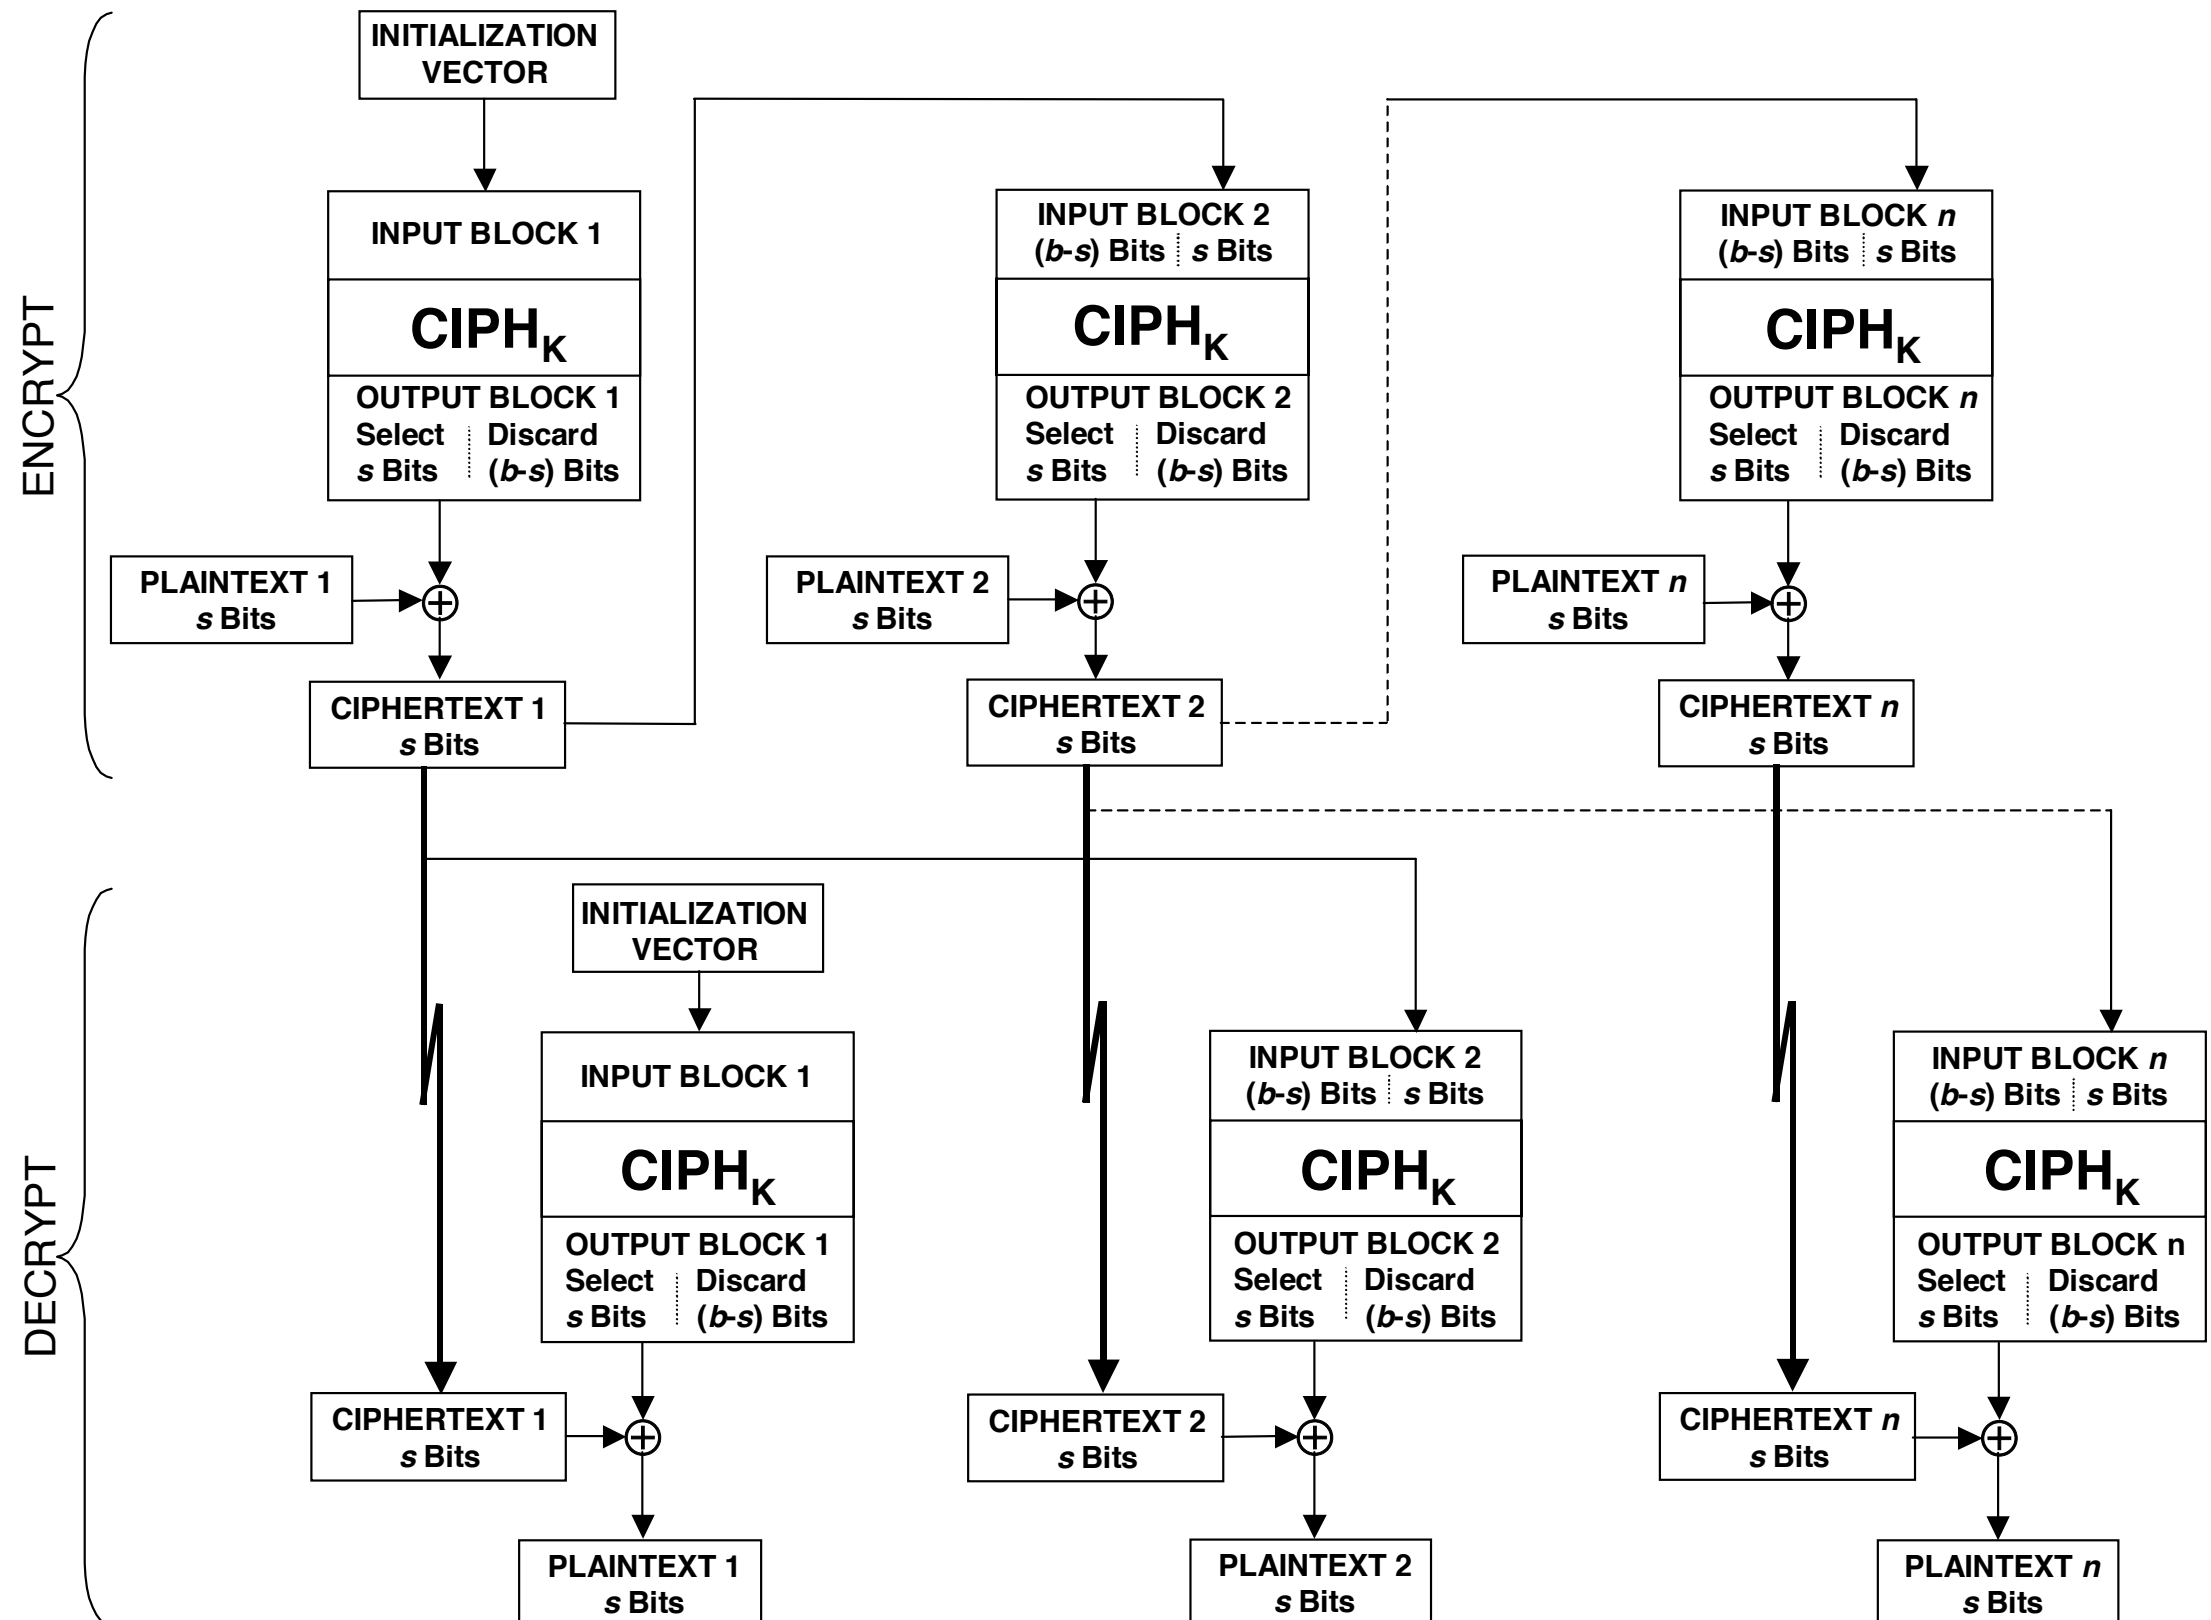 ENCRYPT
INITIALIZATION
VECTOR
INPUT BLOCK 1
CIPHK
OUTPUT BLOCK 1
Select Discard
s Bits (b-s) Bits
PLAINTEXT 1
s Bits
CIPHERTEXT 1
s Bits
INPUT BLOCK 2
(b-s) Bits s Bits
CIPHK
OUTPUT BLOCK 2
Select Discard
s Bits (b-s) Bits
PLAINTEXT 2
s Bits
CIPHERTEXT 2
s Bits
INPUT BLOCK n
(b-s) Bits s Bits
CIPHK
OUTPUT BLOCK n
Select Discard
s Bits (b-s) Bits
PLAINTEXT n
s Bits
CIPHERTEXT n
s Bits
DECRYPT
INITIALIZATION
VECTOR
INPUT BLOCK 1
CIPHK
OUTPUT BLOCK 1
Select Discard
s Bits (b-s) Bits
CIPHERTEXT 1
s Bits
PLAINTEXT 1
s Bits
INPUT BLOCK 2
(b-s) Bits s Bits
CIPHK
OUTPUT BLOCK 2
Select Discard
s Bits (b-s) Bits
CIPHERTEXT 2
s Bits
PLAINTEXT 2
s Bits
INPUT BLOCK n
(b-s) Bits s Bits
CIPHK
OUTPUT BLOCK n
Select Discard
s Bits (b-s) Bits
CIPHERTEXT n
s Bits
PLAINTEXT n
s Bits